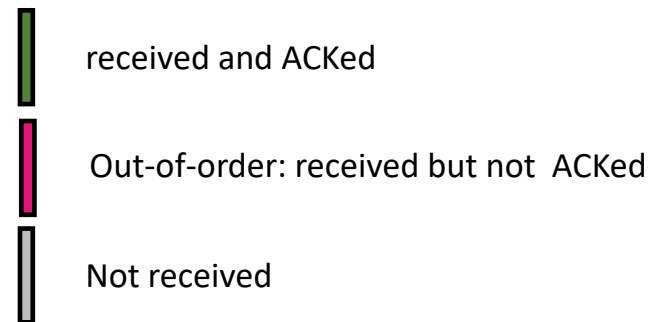 received and ACKed
Out-of-order: received but not ACKed
Not received